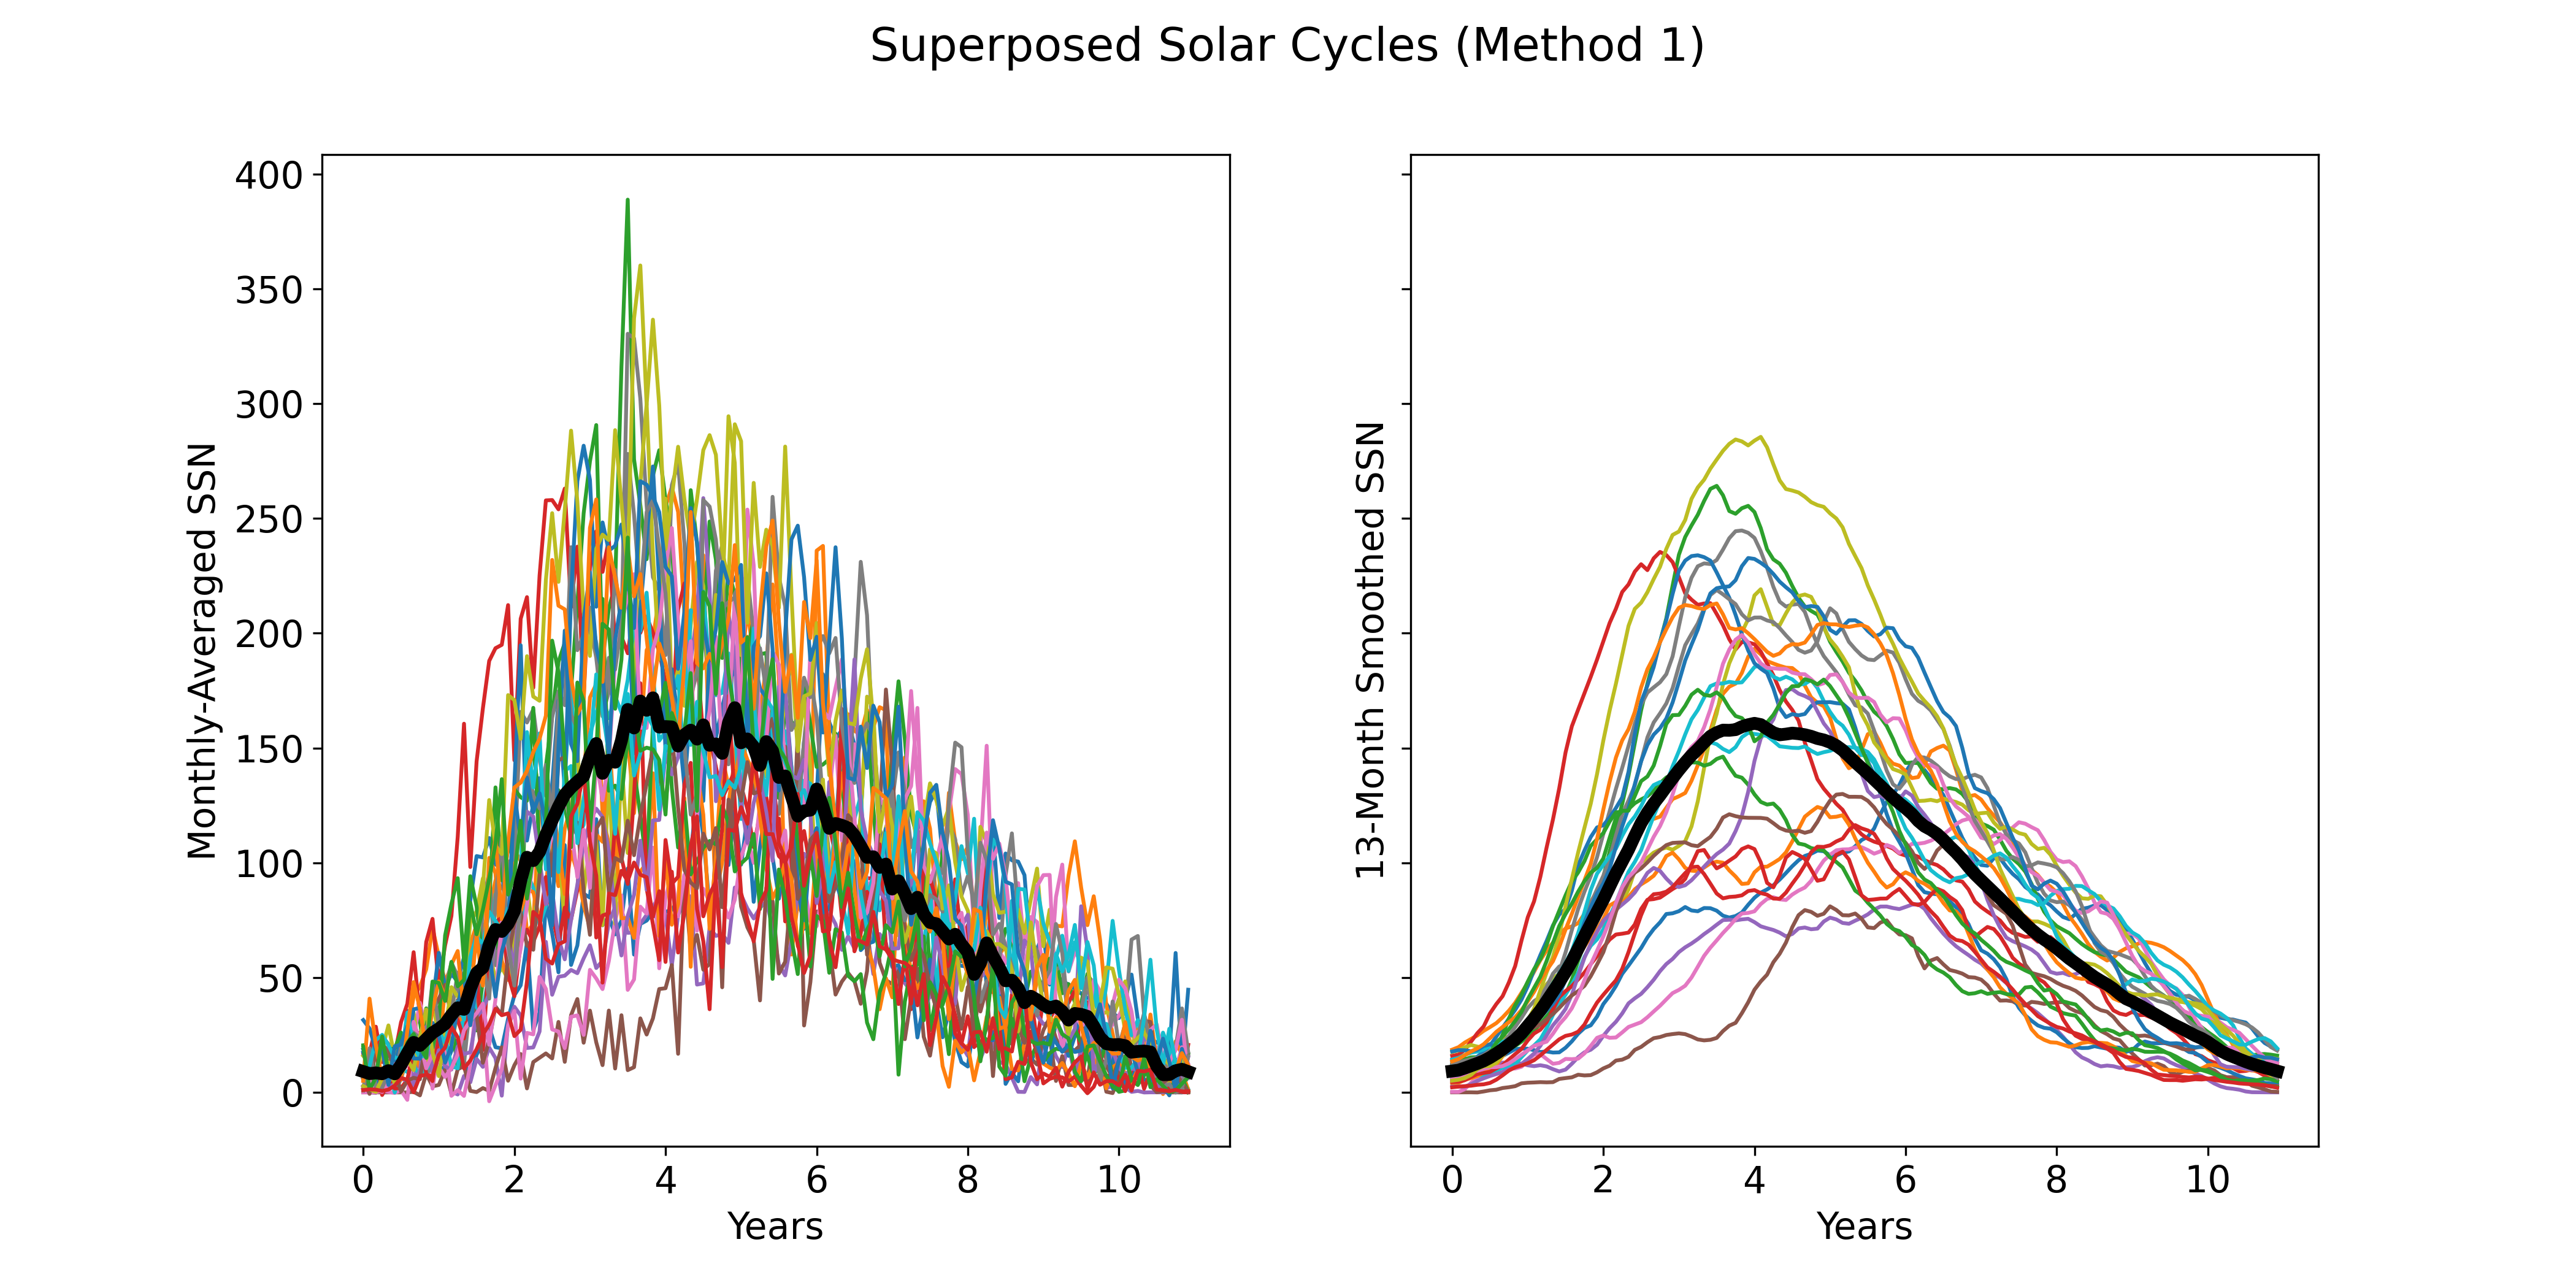 Superposed Solar Cycles (Method 1)
Monthly-Averaged SSN
400
350
300
250
200
150
100
50
0
0 2 4 6 8 10
Years
13-Month Smoothed SSN
0 2 4 6 8 10
Years